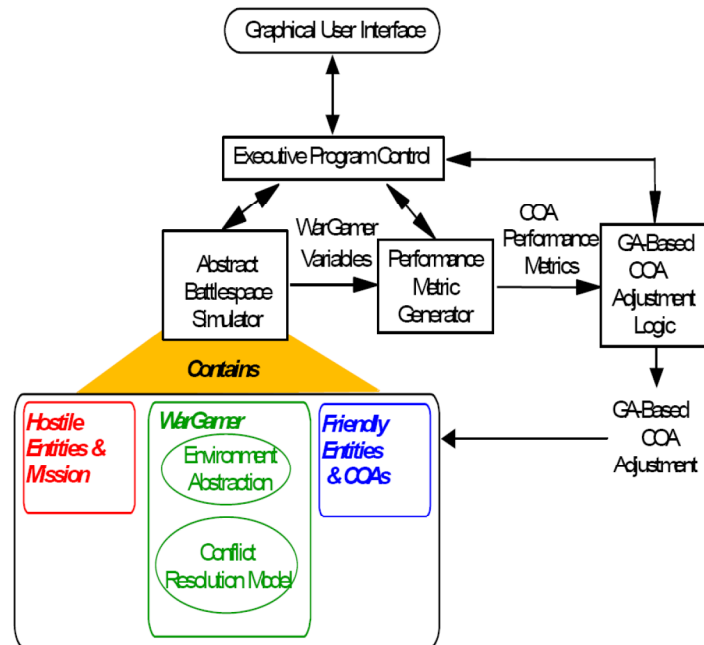 Graphical User Interface
Executive Program Control
WarGamer
Variables
COA
Performance
Metrics
Abstract
Battlespace
Simulator
Performance
Metric
Generator
GA-Based
COA
Adjustment
Logic
Contains
Hostile
Entities &
Mission
WarGamer
Environment
Abstraction
Conflict
Resolution Model
Friendly
Entities
& COAs
GA-Based
COA
Adjustment